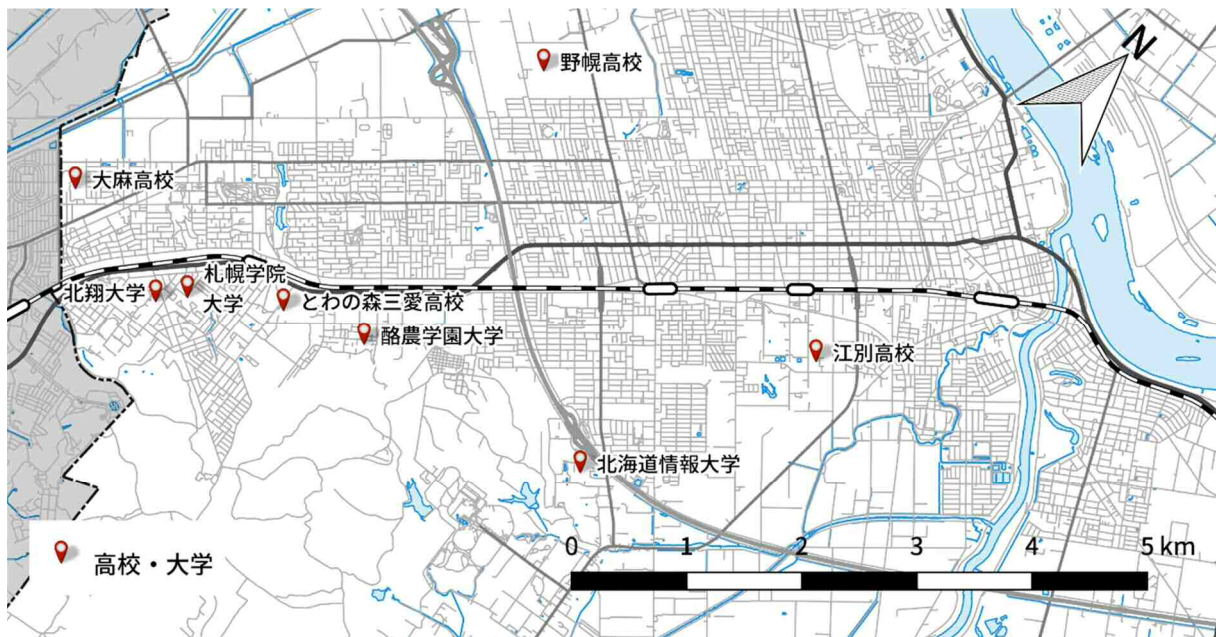 N
野幌高校
大麻高校
札幌学院
大学
北翔大学
とわの森三愛高校
酪農学園大学
江別高校
北海道情報大学
高校・大学
0 1 2 3 4 5 km